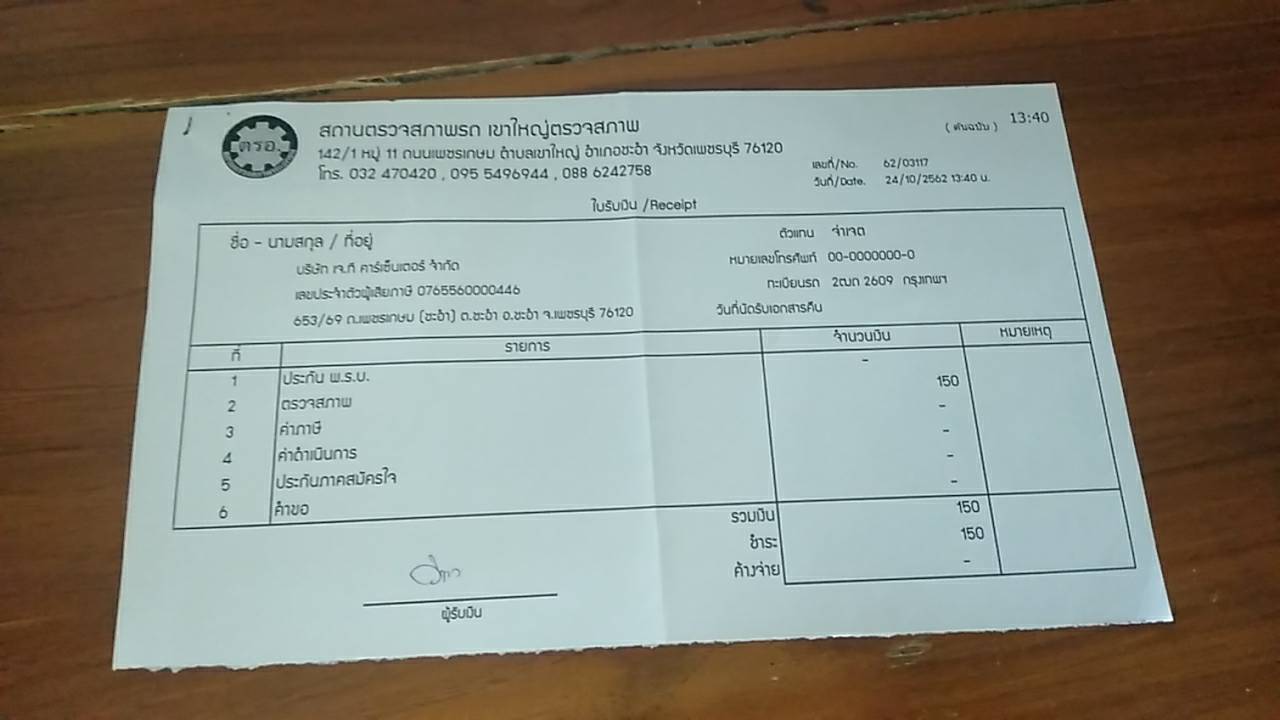 ตรอ.
สถานตรวจสภาพรถ เขาใหญ่ตรวจสภาพ
( ต้นฉบับ ) 13:40
142/1 หมู่ 11 ถนนเพชรเกษม ตำบลเขาใหญ่ อำเภอชะอำ จังหวัดเพชรบุรี 76120
โทร. 032 470420 , 095 5496944 , 088 6242758
เลขที่/No. 62/03117
วันที่/Date. 24/10/2562 13:40 น.
ใบรับเงิน /Receipt
ชื่อ - นามสกุล / ที่อยู่
บริษัท เจ.ที คาร์เซ็นเตอร์ จำกัด
เลขประจำตัวผู้เสียภาษี 0765560000446
653/69 ถ.เพชรเกษม (ชะอำ) ต.ชะอำ อ.ชะอำ จ.เพชรบุรี 76120
ตัวแทน จ่าเจต
หมายเลขโทรศัพท์ 00-0000000-0
ทะเบียนรถ 2ฒก 2609 กรุงเทพฯ
วันที่นัดรับเอกสารคืน
ที่ รายการ จำนวนเงิน หมายเหตุ
1 ประกัน พ.ร.บ. -
2 ตรวจสภาพ 150
3 ค่าภาษี -
4 ค่าดำเนินการ -
5 ประกันภาคสมัครใจ -
6 คำขอ -
รวมเงิน 150
ชำระ 150
ค้างจ่าย -
ผู้รับเงิน